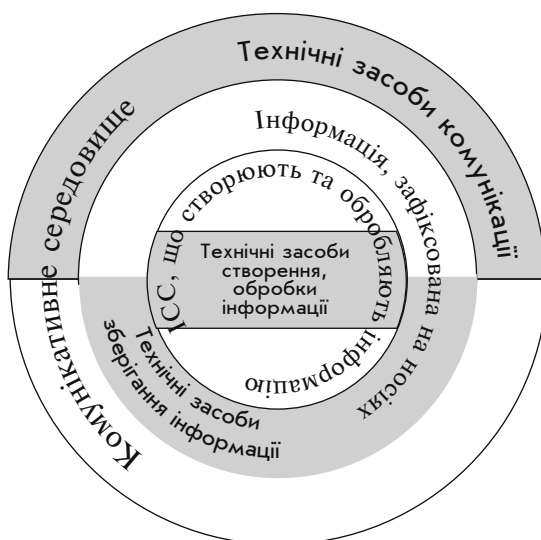 Технічні засоби комунікації
Комунікативне середовище
Інформація, зафіксована на носіях
ІСС, що створюють та обробляють інформацію
Технічні засоби
створення,
обробки
інформації
Технічні засоби
зберігання інформації